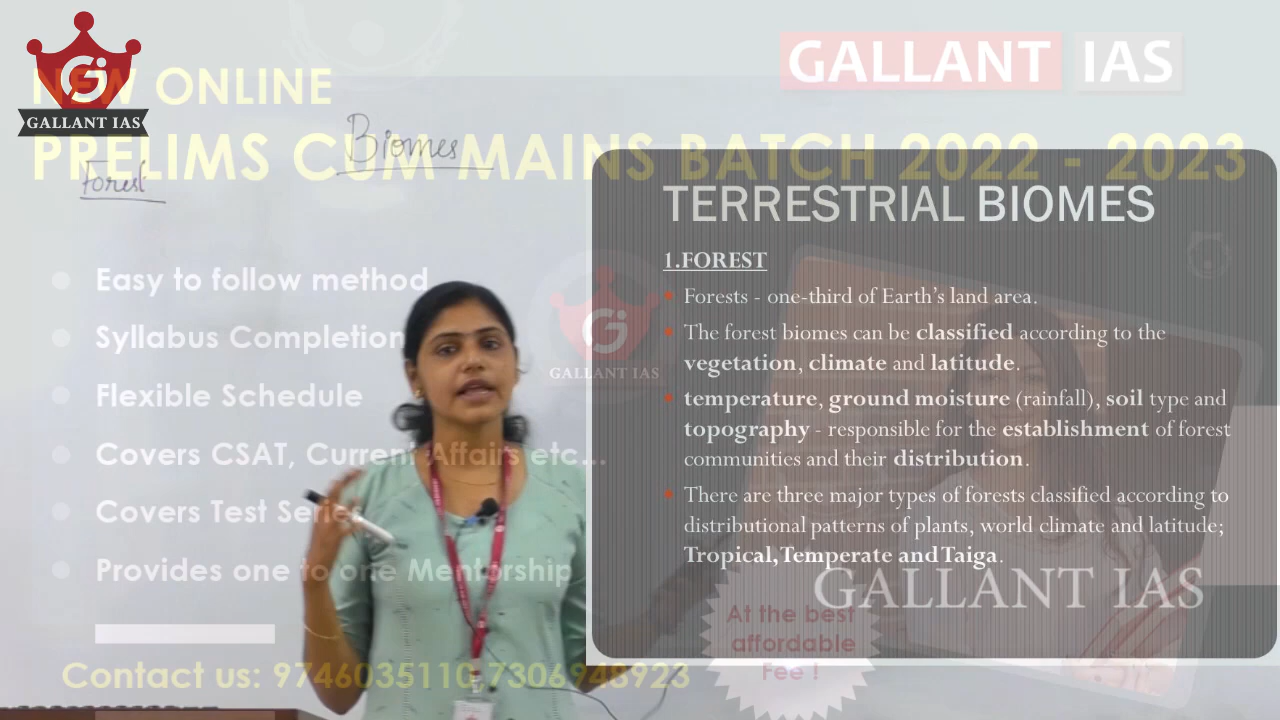 GALLANT IAS
GALLANT IAS
NEW ONLINE
PRELIMS CUM MAINS BATCH 2022 - 2023
Biomes
Forest
Easy to follow method
Syllabus Completion
Flexible Schedule
Covers CSAT, Current Affairs etc...
Covers Test Series
Provides one to one Mentorship
Contact us: 9746035110,7306948923
GALLANT IAS
TERRESTRIAL BIOMES
1.FOREST
Forests - one-third of Earth's land area.
The forest biomes can be classified according to the
vegetation, climate and latitude.
temperature, ground moisture (rainfall), soil type and
topography - responsible for the establishment of forest
communities and their distribution.
There are three major types of forests classified according to
distributional patterns of plants, world climate and latitude;
Tropical, Temperate and Taiga.
GALLANT IAS
At the best
affordable
Fee !